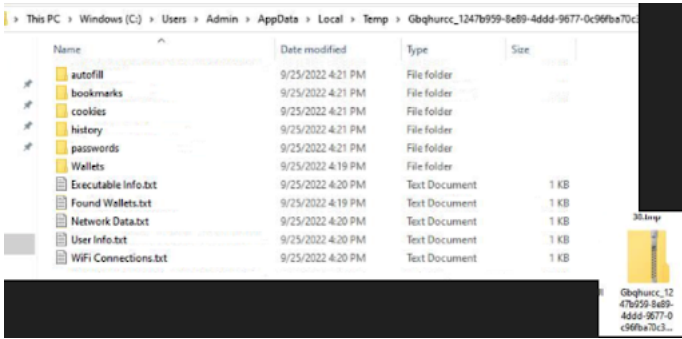 > This PC > Windows (C:) > Users > Admin > AppData > Local > Temp > Gbqhurcc_1247b959-8e89-4ddd-9677-0c96fba70c3
Name Date modified Type Size
autofill 9/25/2022 4:21 PM File folder
bookmarks 9/25/2022 4:21 PM File folder
cookies 9/25/2022 4:21 PM File folder
history 9/25/2022 4:21 PM File folder
passwords 9/25/2022 4:21 PM File folder
Wallets 9/25/2022 4:19 PM File folder
Executable Info.txt 9/25/2022 4:20 PM Text Document 1 KB
Found Wallets.txt 9/25/2022 4:19 PM Text Document 1 KB
Network Data.txt 9/25/2022 4:20 PM Text Document 1 KB
User Info.txt 9/25/2022 4:20 PM Text Document 1 KB
WiFi Connections.txt 9/25/2022 4:20 PM Text Document 1 KB
Gbqhurcc_12
47b959-8e89-
4ddd-9677-0
c96fba70c3...